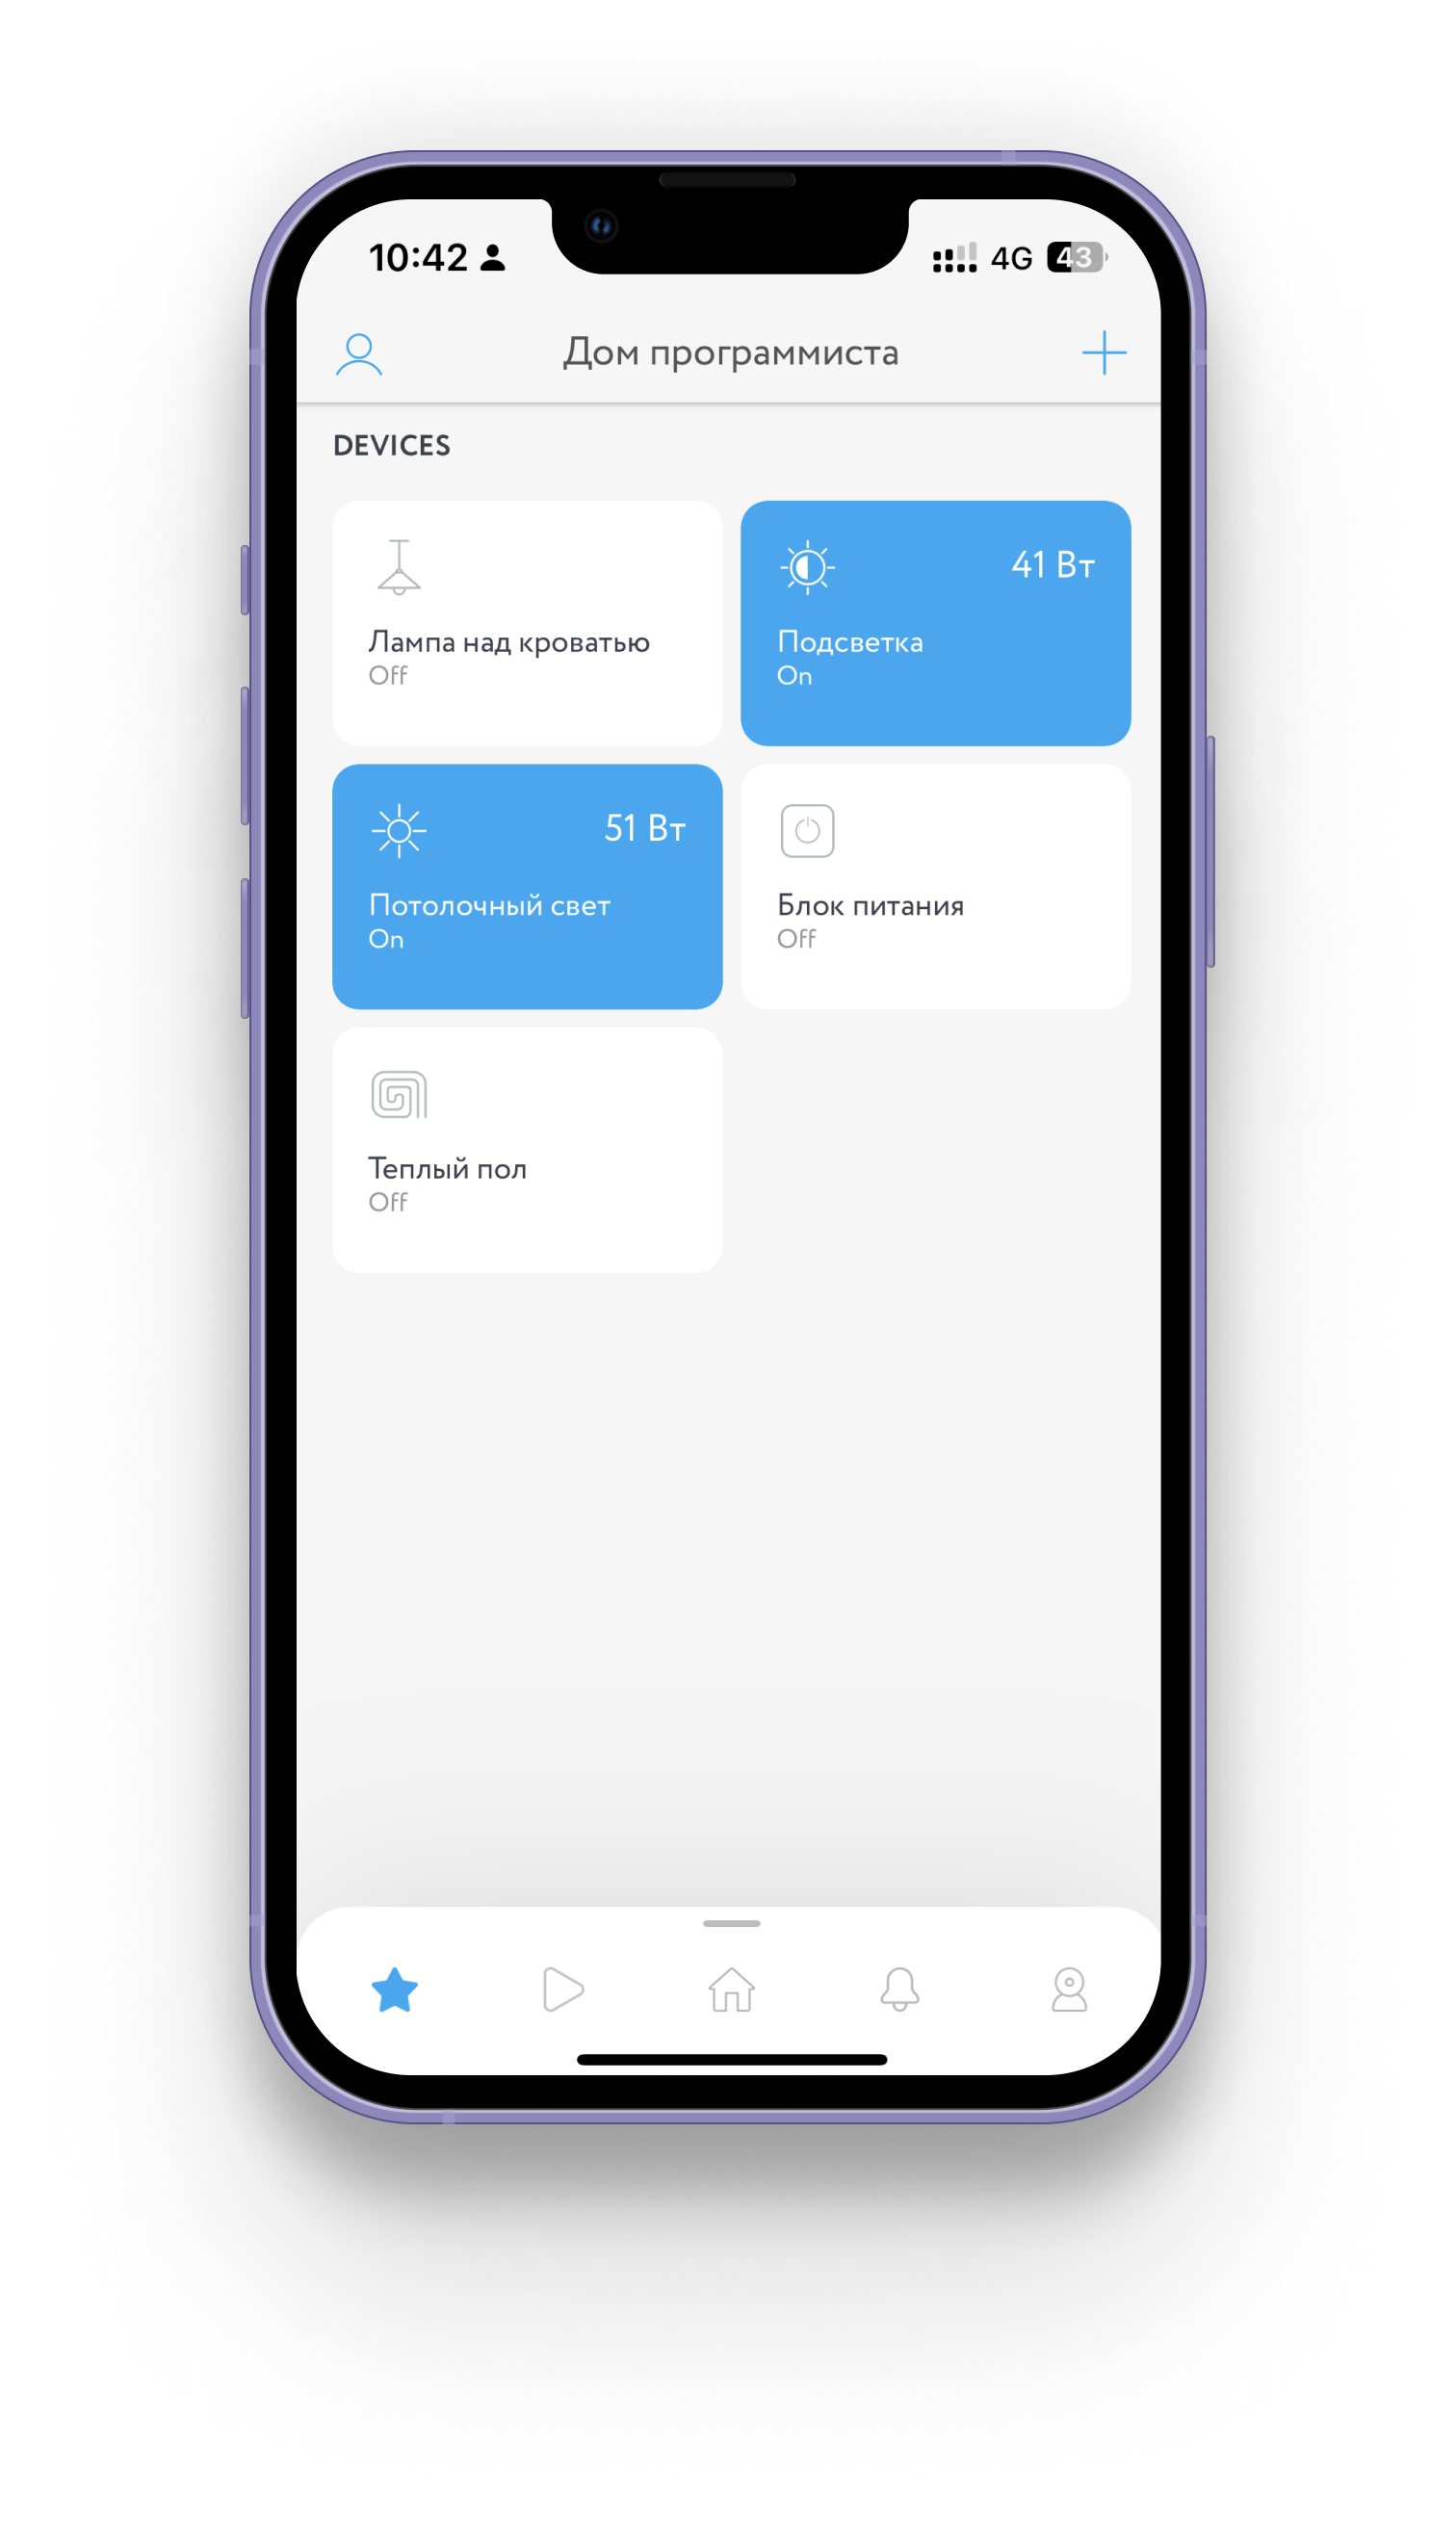 10:42
4G 43
Дом программиста
DEVICES
Лампа над кроватью
Off
41 Вт
Подсветка
On
51 Вт
Потолочный свет
On
Блок питания
Off
Теплый пол
Off